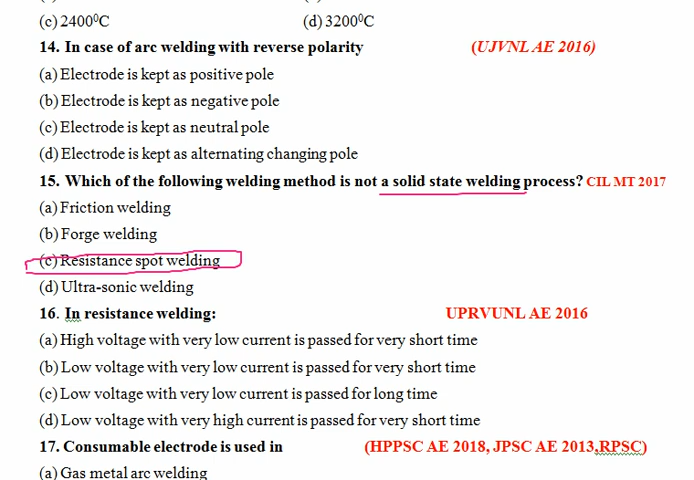 (c) 2400⁰C (d) 3200⁰C
14. In case of arc welding with reverse polarity (UJVNL AE 2016)
(a) Electrode is kept as positive pole
(b) Electrode is kept as negative pole
(c) Electrode is kept as neutral pole
(d) Electrode is kept as alternating changing pole
15. Which of the following welding method is not a solid state welding process? CIL MT 2017
(a) Friction welding
(b) Forge welding
(c) Resistance spot welding
(d) Ultra-sonic welding
16. In resistance welding: UPRVUNL AE 2016
(a) High voltage with very low current is passed for very short time
(b) Low voltage with very low current is passed for very short time
(c) Low voltage with very low current is passed for long time
(d) Low voltage with very high current is passed for very short time
17. Consumable electrode is used in (HPPSC AE 2018, JPSC AE 2013,RPSC)
(a) Gas metal arc welding